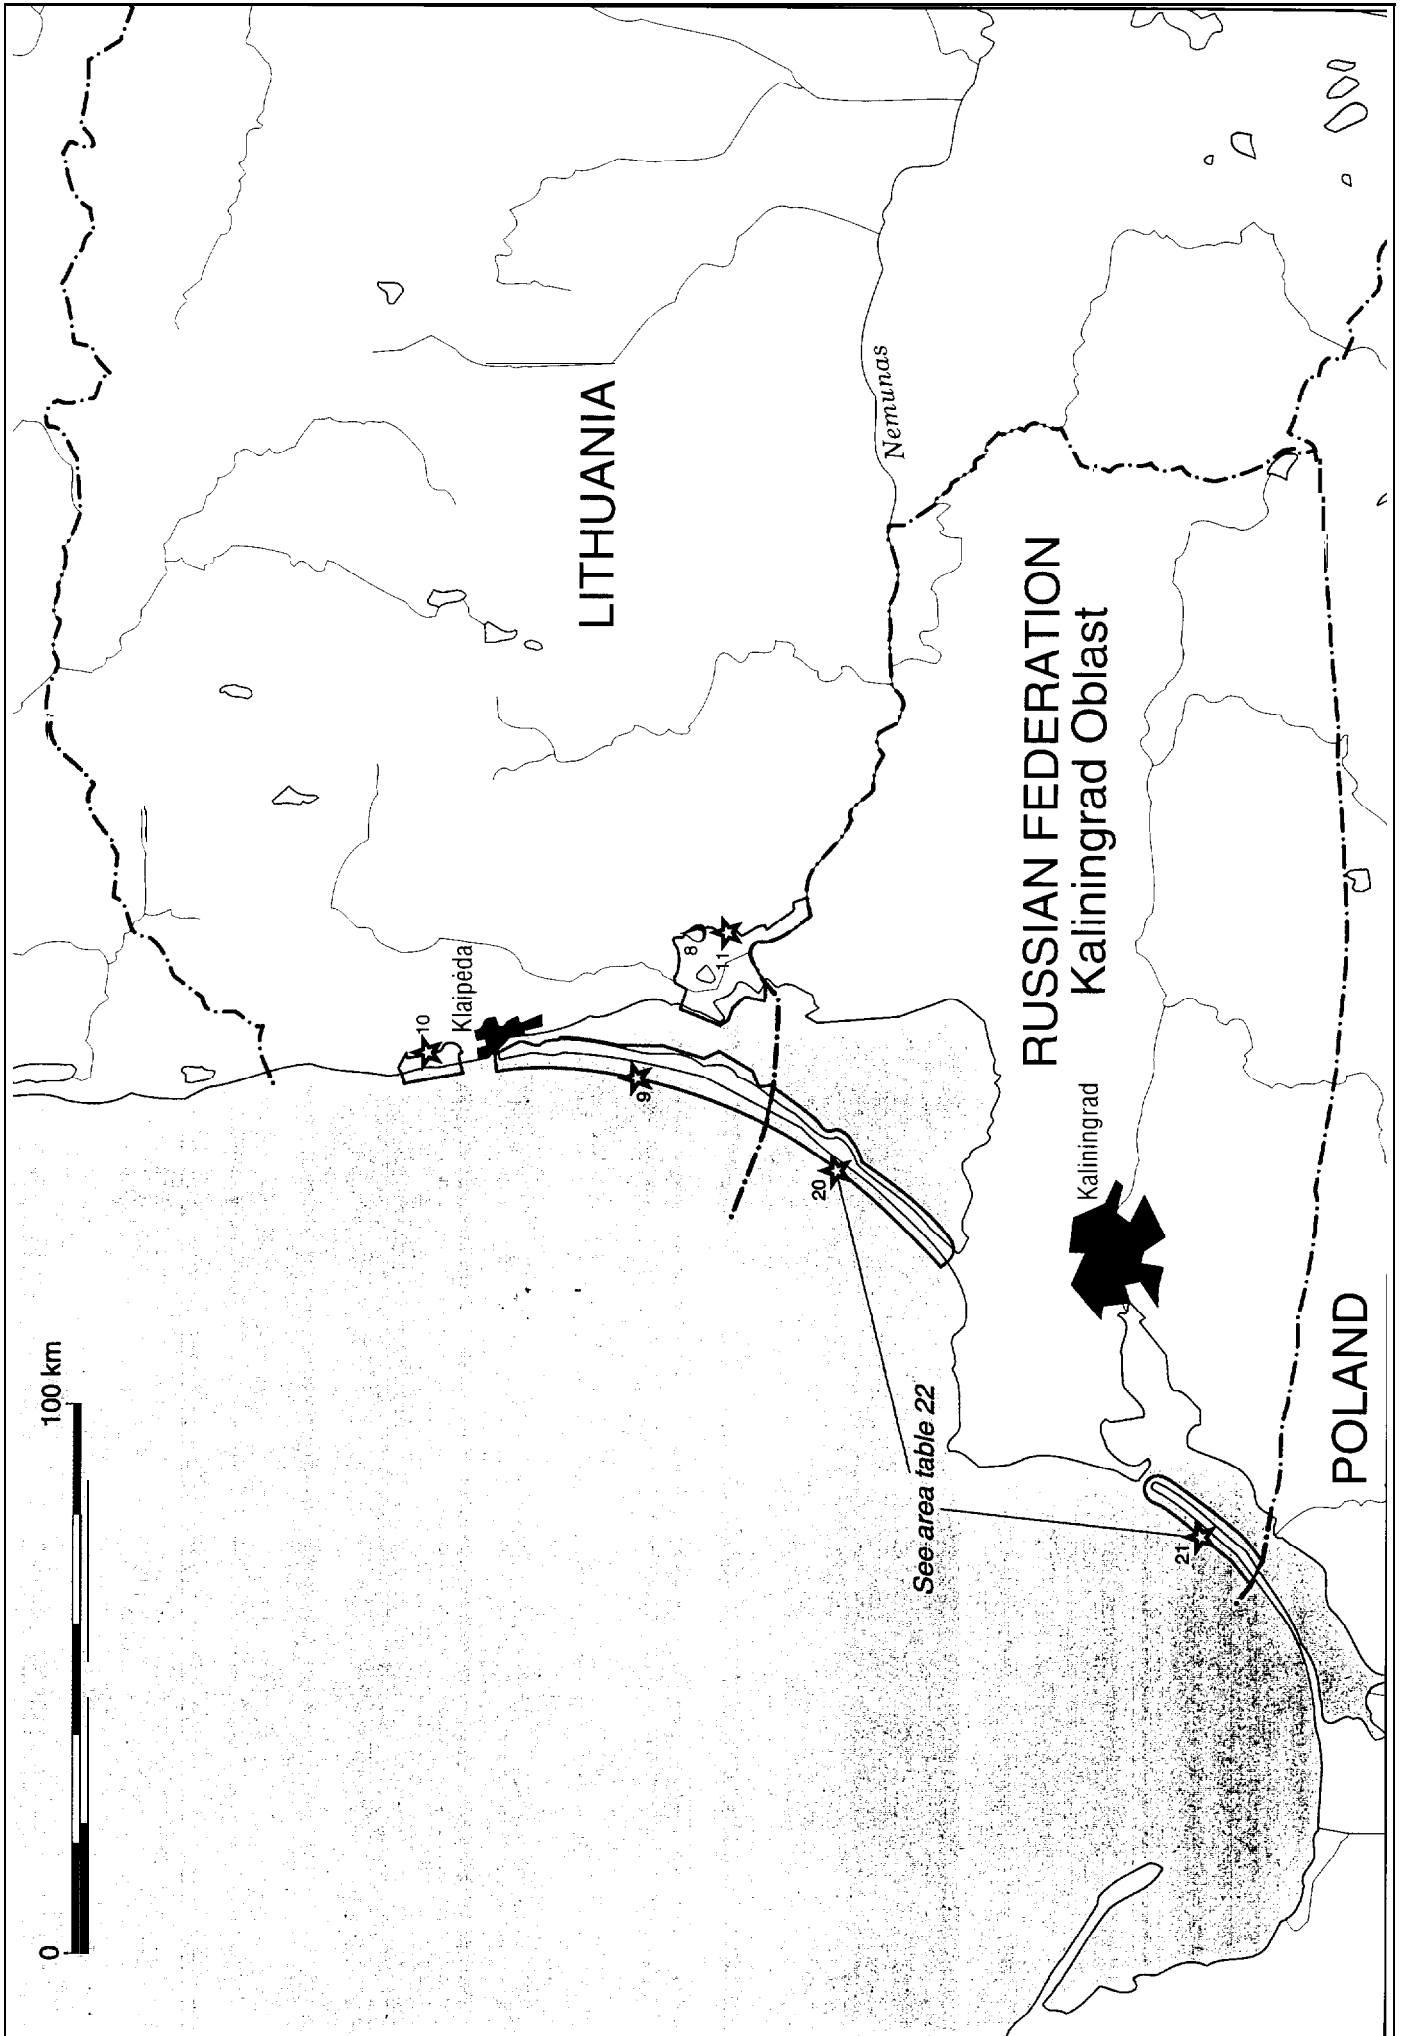 0
100 km
LITHUANIA
Nemunas
10
Klaipėda
8
11
9
20
RUSSIAN FEDERATION
Kaliningrad Oblast
Kaliningrad
See area table 22
21
POLAND